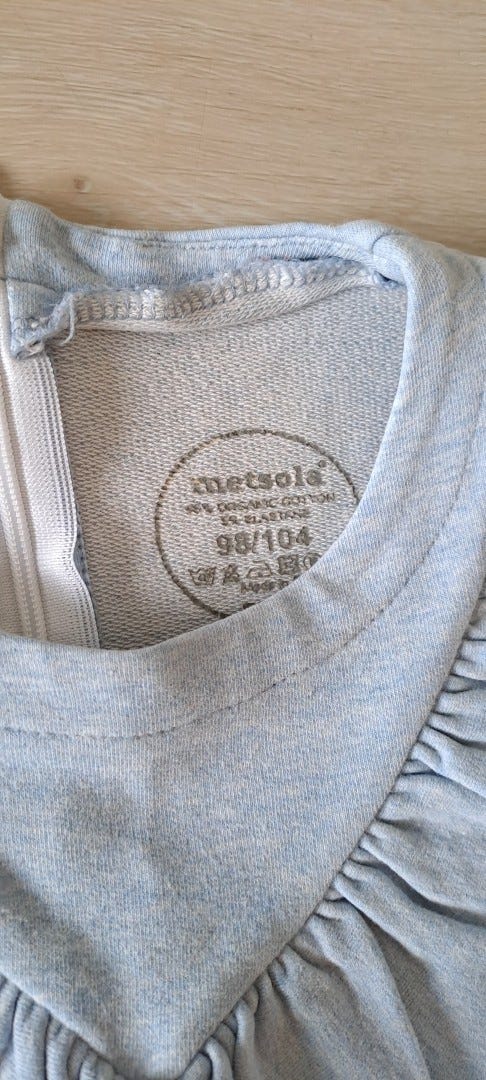 metsola®
95% ORGANIC COTTON
5% ELASTANE
98/104